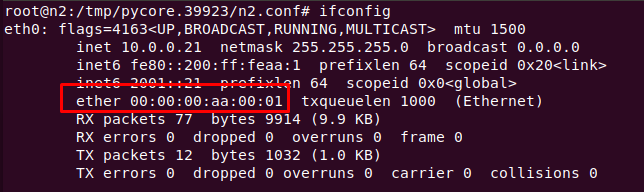 root@n2:/tmp/pycore.39923/n2.conf# ifconfig
eth0: flags=4163<UP,BROADCAST,RUNNING,MULTICAST>  mtu 1500
inet 10.0.0.21  netmask 255.255.255.0  broadcast 0.0.0.0
inet6 fe80::200:ff:feaa:1  prefixlen 64  scopeid 0x20<link>
inet6 2001::21  prefixlen 64  scopeid 0x0<global>
ether 00:00:00:aa:00:01  txqueuelen 1000  (Ethernet)
RX packets 77  bytes 9914 (9.9 KB)
RX errors 0  dropped 0  overruns 0  frame 0
TX packets 12  bytes 1032 (1.0 KB)
TX errors 0  dropped 0 overruns 0  carrier 0  collisions 0